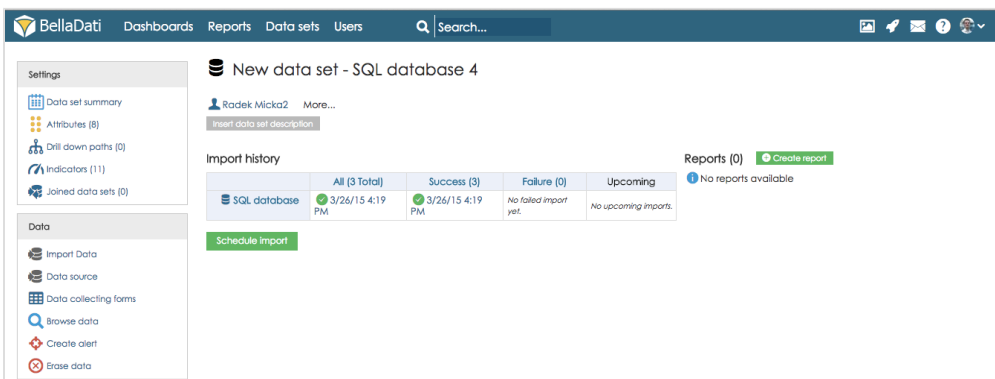 BellaDati Dashboards Reports Data sets Users Search...
Settings
Data set summary
Attributes (8)
Drill down paths (0)
Indicators (11)
Joined data sets (0)
Data
Import Data
Data source
Data collecting forms
Browse data
Create alert
Erase data
New data set - SQL database 4
Radek Micka2 More...
Insert data set description
Import history
All (3 Total) Success (3) Failure (0) Upcoming
SQL database 3/26/15 4:19 PM 3/26/15 4:19 PM No failed import yet. No upcoming imports.
Schedule import
Reports (0) Create report
No reports available